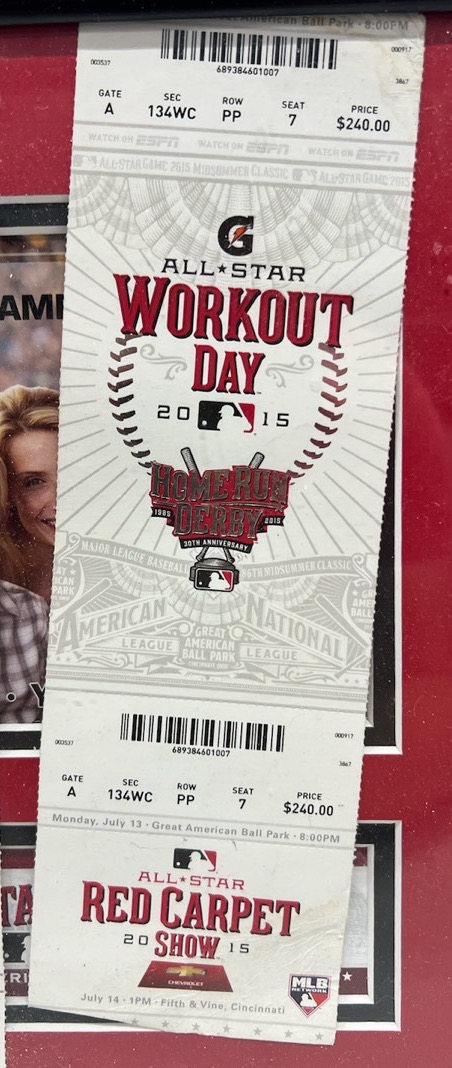 Great American Ball Park · 8:00PM
003537
689384601007
000917
3867
GATE SEC ROW SEAT PRICE
A 134WC PP 7 $240.00
WATCH ON ESPN WATCH ON ESPN WATCH ON ESPN
ALL★STAR GAME 2015 MIDSUMMER CLASSIC ALL★STAR GAME 2015
G
ALL★STAR
WORKOUT
DAY
20 15
HOME RUN
DERBY
1985 2015
30TH ANNIVERSARY
MAJOR LEAGUE BASEBALL 86TH MIDSUMMER CLASSIC
AMERICAN NATIONAL
LEAGUE GREAT AMERICAN BALL PARK LEAGUE
003537
689384601007
000917
3867
GATE SEC ROW SEAT PRICE
A 134WC PP 7 $240.00
Monday, July 13 · Great American Ball Park · 8:00PM
ALL★STAR
RED CARPET
20 SHOW 15
CHEVROLET
MLB
NETWORK
July 14 · 1PM · Fifth & Vine, Cincinnati